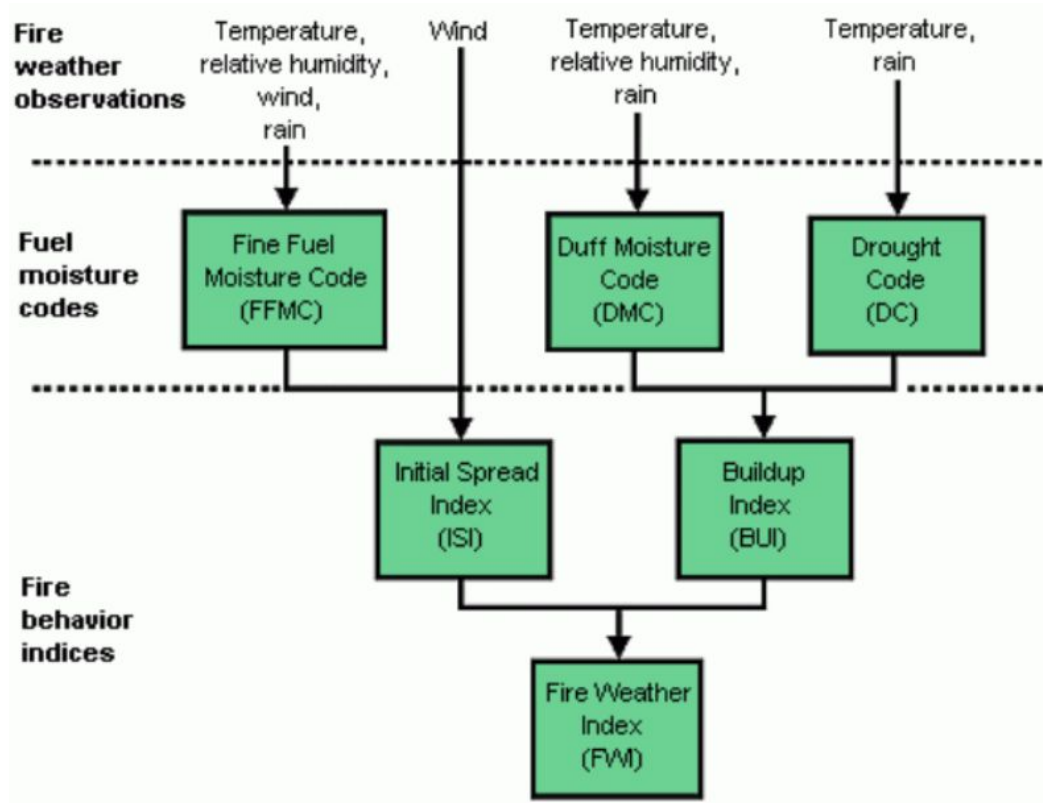 Fire
weather
observations
Temperature,
relative humidity,
wind,
rain
Wind
Temperature,
relative humidity,
rain
Temperature,
rain
Fuel
moisture
codes
Fine Fuel
Moisture Code
(FFMC)
Duff Moisture
Code
(DMC)
Drought
Code
(DC)
Fire
behavior
indices
Initial Spread
Index
(ISI)
Buildup
Index
(BUI)
Fire Weather
Index
(FWI)